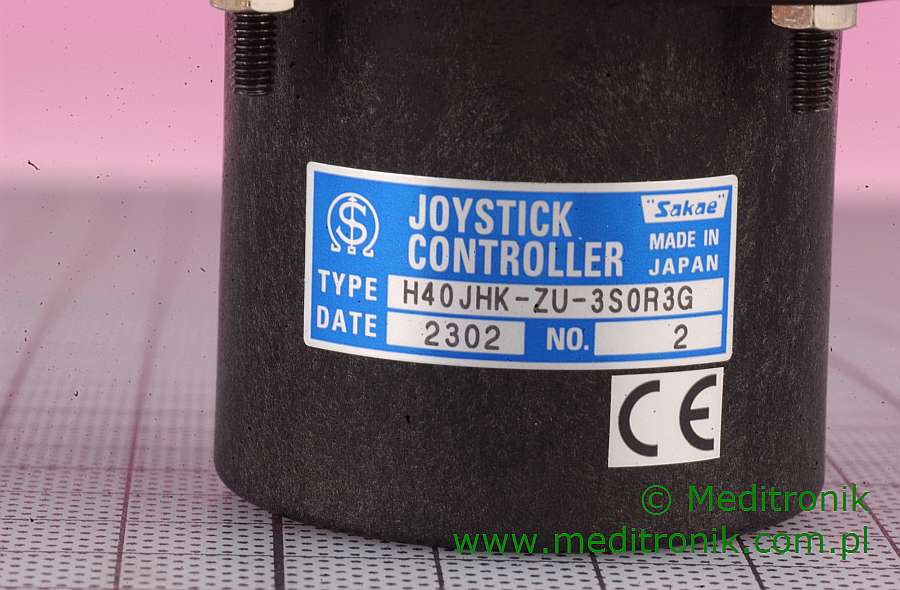 JOYSTICK
CONTROLLER
"Sakae"
MADE IN
JAPAN
TYPE H40JHK-ZU-3S0R3G
DATE 2302 NO. 2
CE
© Meditronik
www.meditronik.com.pl